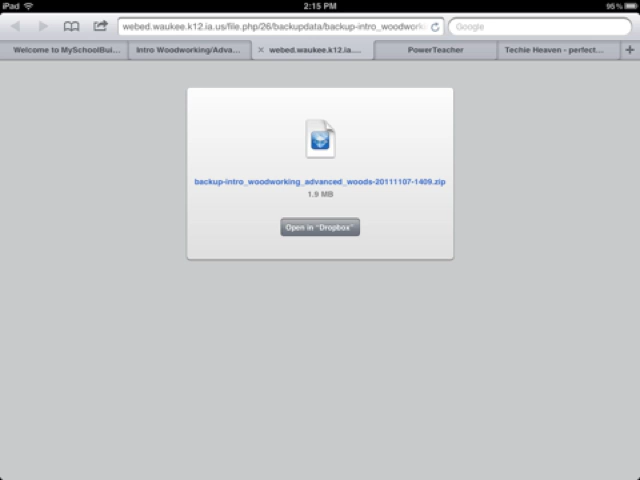 iPad 2:15 PM 95%
webed.waukee.k12.ia.us/file.php/26/backupdata/backup-intro_woodwork Google
Welcome to MySchoolBui... Intro Woodworking/Adva... × webed.waukee.k12.ia.... PowerTeacher Techie Heaven - perfect... +
backup-intro_woodworking_advanced_woods-20111107-1409.zip
1.9 MB
Open in "Dropbox"